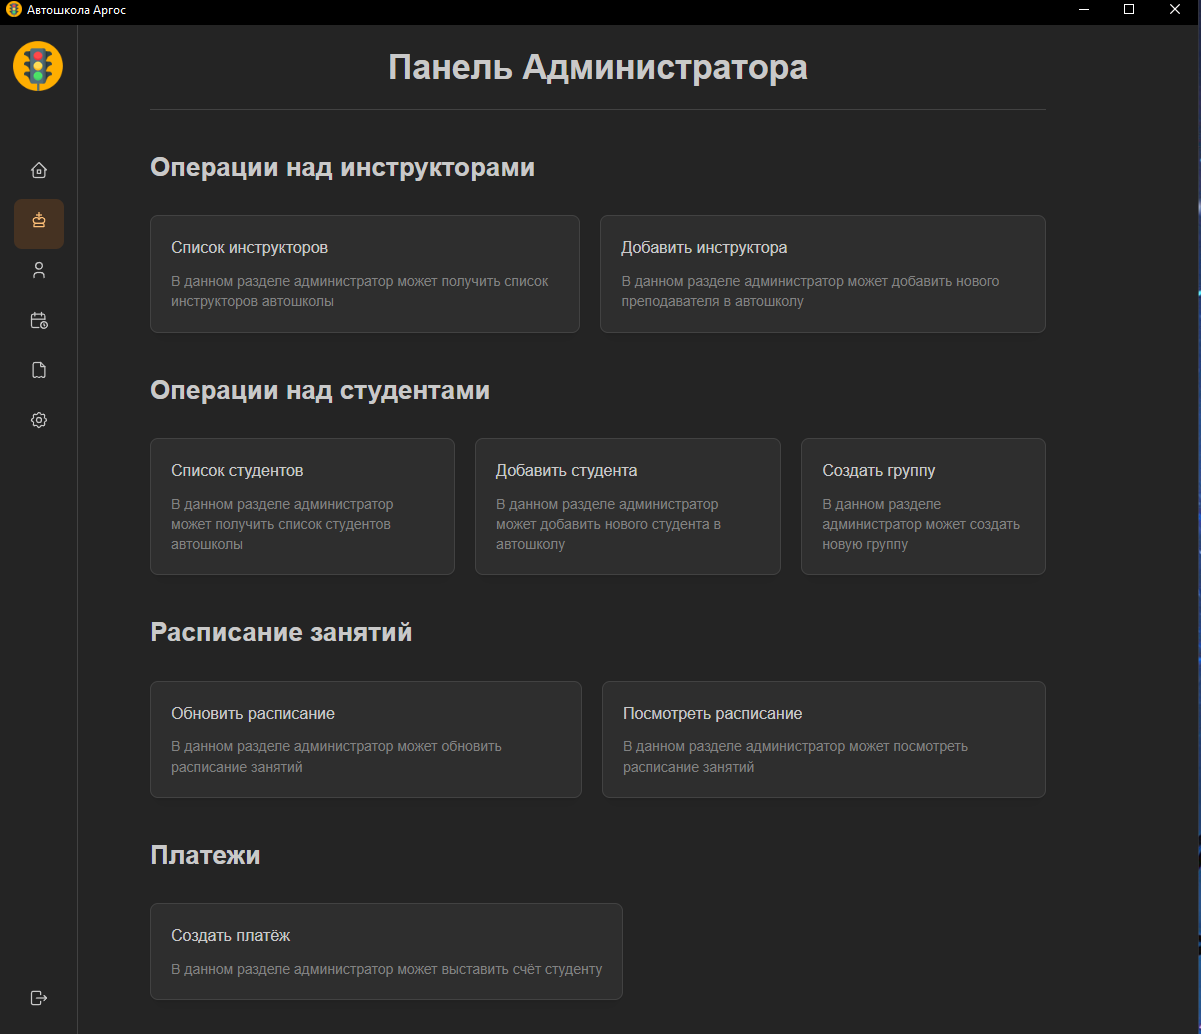 Автошкола Аргос
Панель Администратора
Операции над инструкторами
Список инструкторов
В данном разделе администратор может получить список
инструкторов автошколы
Добавить инструктора
В данном разделе администратор может добавить нового
преподавателя в автошколу
Операции над студентами
Список студентов
В данном разделе администратор
может получить список студентов
автошколы
Добавить студента
В данном разделе администратор
может добавить нового студента в
автошколу
Создать группу
В данном разделе
администратор может создать
новую группу
Расписание занятий
Обновить расписание
В данном разделе администратор может обновить
расписание занятий
Посмотреть расписание
В данном разделе администратор может посмотреть
расписание занятий
Платежи
Создать платёж
В данном разделе администратор может выставить счёт студенту